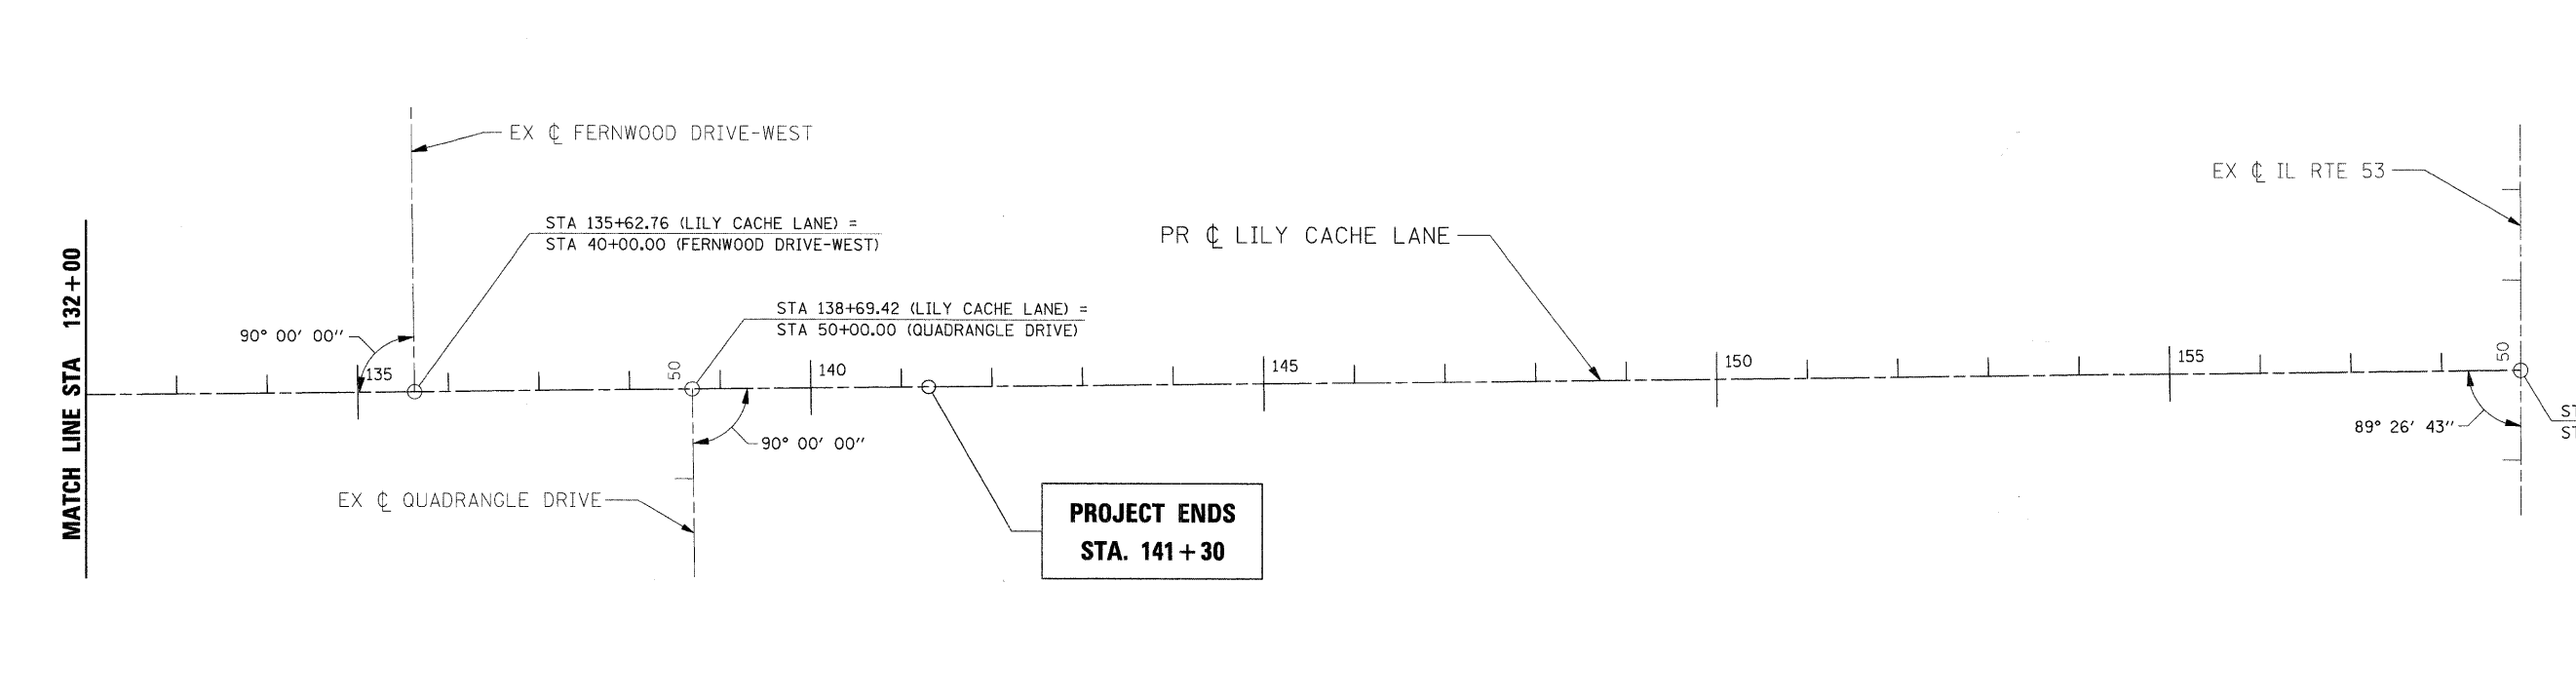 EX ℄ FERNWOOD DRIVE-WEST
EX ℄ IL RTE 53
STA 135+62.76 (LILY CACHE LANE) =
STA 40+00.00 (FERNWOOD DRIVE-WEST)
PR ℄ LILY CACHE LANE
MATCH LINE STA 132+00
STA 138+69.42 (LILY CACHE LANE) =
STA 50+00.00 (QUADRANGLE DRIVE)
90° 00' 00"
135
50
140
145
150
155
50
90° 00' 00"
89° 26' 43"
EX ℄ QUADRANGLE DRIVE
PROJECT ENDS
STA. 141+30